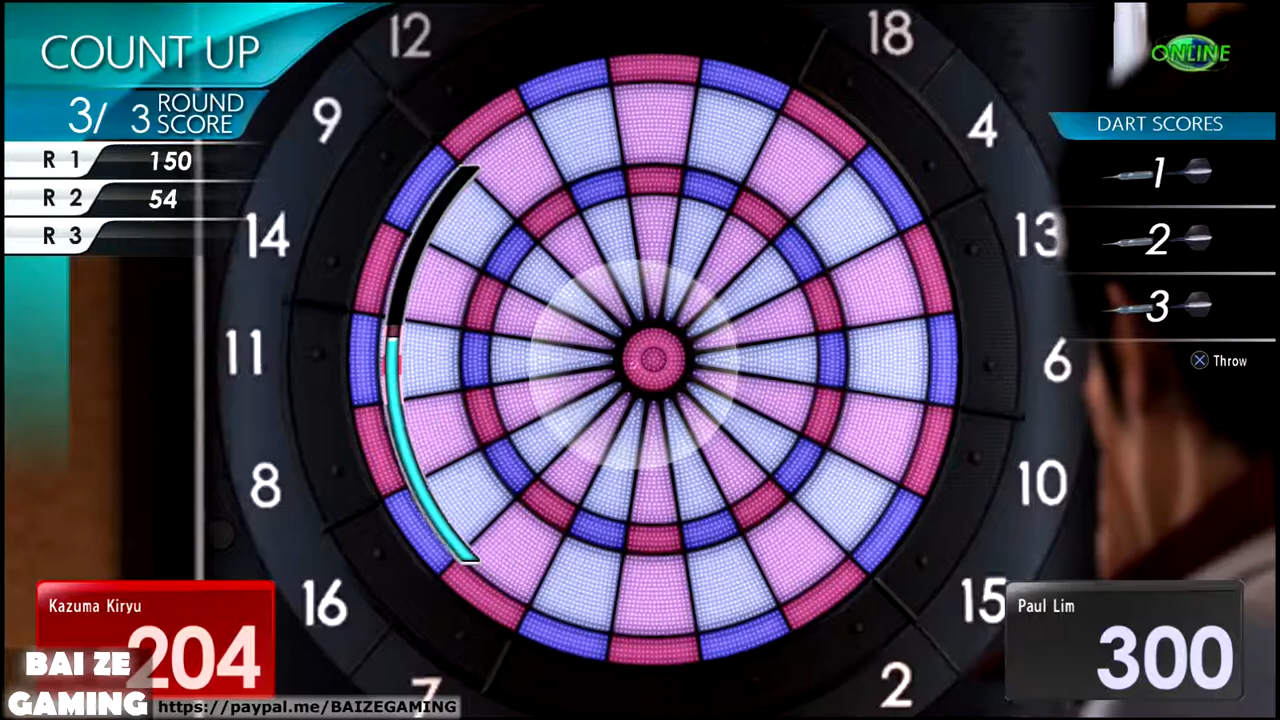 COUNT UP
3/ 3 ROUND SCORE
R 1 150
R 2 54
R 3
12
18
9
4
14
13
11
6
8
10
16
15
7
2
ONLINE
DART SCORES
1
2
3
Throw
Kazuma Kiryu
204
Paul Lim
300
BAI ZE
GAMING
https://paypal.me/BAIZEGAMING